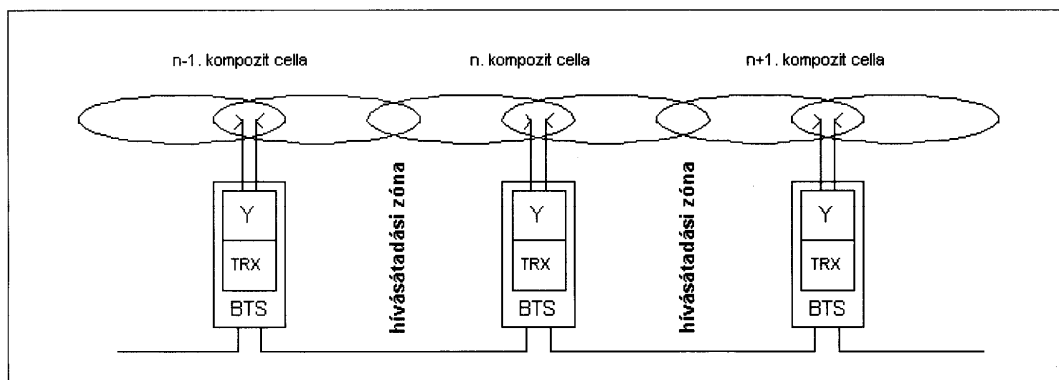 n-1. kompozit cella
n. kompozit cella
n+1. kompozit cella
hívásátadási zóna
hívásátadási zóna
Y
Y
Y
TRX
TRX
TRX
BTS
BTS
BTS